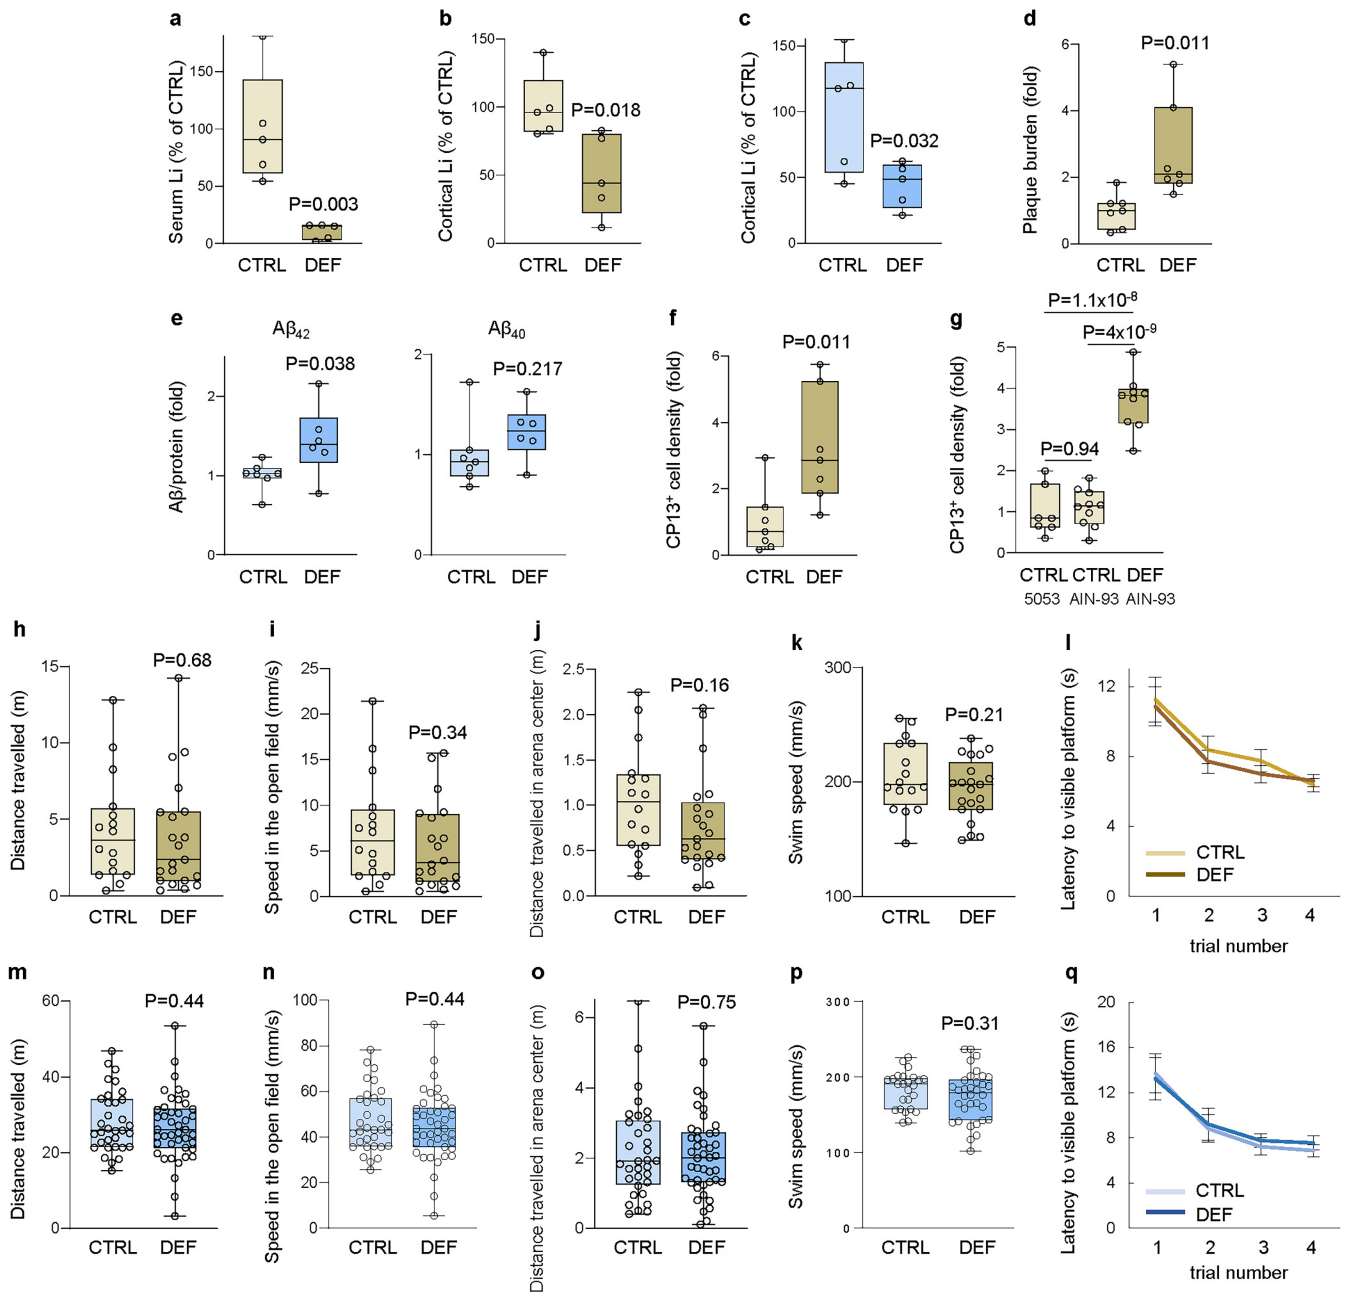 a
Serum Li (% of CTRL)
150
100
50
0
P=0.003
CTRL DEF
b
Cortical Li (% of CTRL)
150
100
50
0
P=0.018
CTRL DEF
c
Cortical Li (% of CTRL)
150
100
50
0
P=0.032
CTRL DEF
d
Plaque burden (fold)
6
4
2
0
P=0.011
CTRL DEF
e
Aβ/protein (fold)
Aβ42
2
1
0
P=0.038
CTRL DEF
Aβ40
2
1
0
P=0.217
CTRL DEF
f
CP13+ cell density (fold)
6
4
2
0
P=0.011
CTRL DEF
g
CP13+ cell density (fold)
P=1.1x10-8
P=4x10-9
P=0.94
5
4
3
2
1
0
CTRL CTRL DEF
5053 AIN-93 AIN-93
h
Distance travelled (m)
15
10
5
0
P=0.68
CTRL DEF
i
Speed in the open field (mm/s)
25
20
15
10
5
0
P=0.34
CTRL DEF
j
Distance travelled in arena center (m)
2.5
2.0
1.5
1.0
0.5
0.0
P=0.16
CTRL DEF
k
Swim speed (mm/s)
300
200
100
P=0.21
CTRL DEF
l
Latency to visible platform (s)
12
8
4
0
CTRL
DEF
1 2 3 4
trial number
m
Distance travelled (m)
60
40
20
0
P=0.44
CTRL DEF
n
Speed in the open field (mm/s)
100
80
60
40
20
0
P=0.44
CTRL DEF
o
Distance travelled in arena center (m)
6
4
2
0
P=0.75
CTRL DEF
p
Swim speed (mm/s)
300
200
100
0
P=0.31
CTRL DEF
q
Latency to visible platform (s)
20
16
12
8
4
0
CTRL
DEF
1 2 3 4
trial number